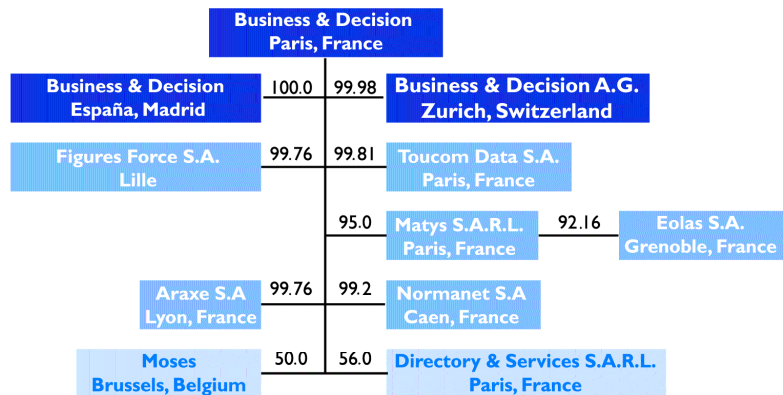 Business & Decision
Paris, France
Business & Decision
España, Madrid
100.0
99.98
Business & Decision A.G.
Zurich, Switzerland
Figures Force S.A.
Lille
99.76
99.81
Toucom Data S.A.
Paris, France
95.0
Matys S.A.R.L.
Paris, France
92.16
Eolas S.A.
Grenoble, France
Araxe S.A
Lyon, France
99.76
99.2
Normanet S.A
Caen, France
Moses
Brussels, Belgium
50.0
56.0
Directory & Services S.A.R.L.
Paris, France